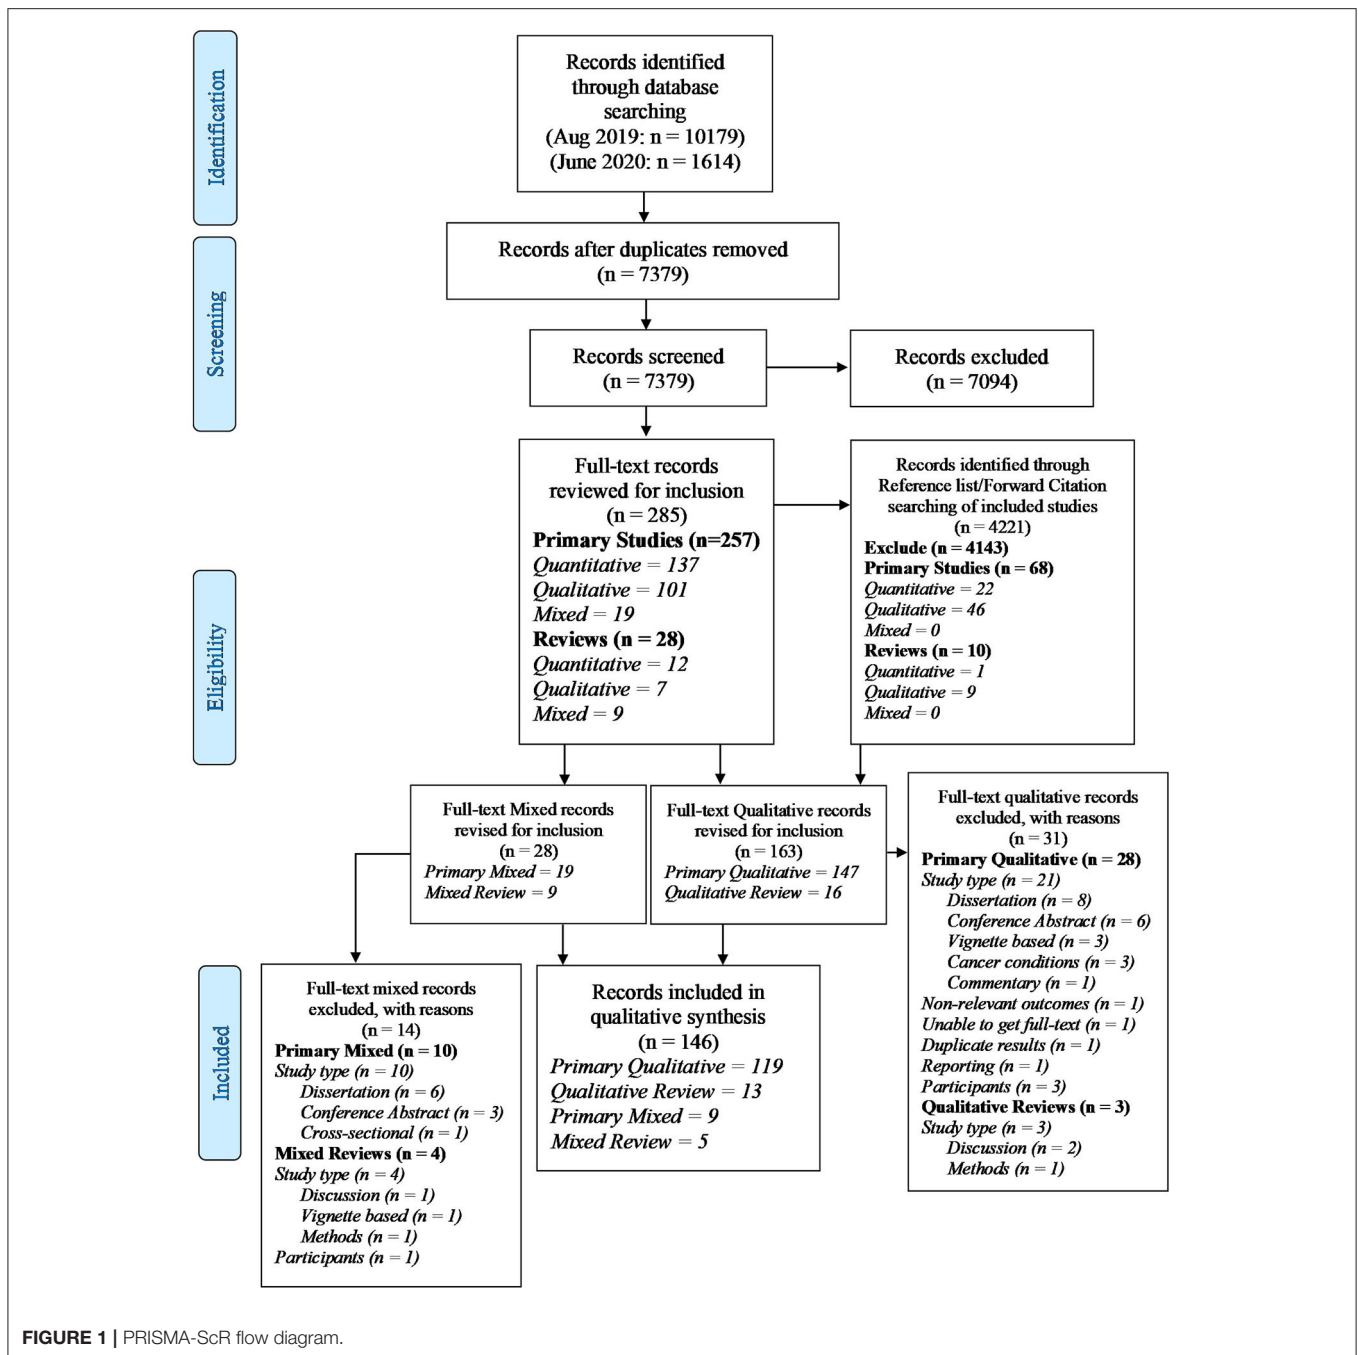 Identification
Records identified
through database
searching
(Aug 2019: n = 10179)
(June 2020: n = 1614)
Screening
Records after duplicates removed
(n = 7379)
Records screened
(n = 7379)
Records excluded
(n = 7094)
Eligibility
Full-text records
reviewed for inclusion
(n = 285)
Primary Studies (n=257)
Quantitative = 137
Qualitative = 101
Mixed = 19
Reviews (n = 28)
Quantitative = 12
Qualitative = 7
Mixed = 9
Records identified through
Reference list/Forward Citation
searching of included studies
(n = 4221)
Exclude (n = 4143)
Primary Studies (n = 68)
Quantitative = 22
Qualitative = 46
Mixed = 0
Reviews (n = 10)
Quantitative = 1
Qualitative = 9
Mixed = 0
Full-text Mixed records
revised for inclusion
(n = 28)
Primary Mixed = 19
Mixed Review = 9
Full-text Qualitative records
revised for inclusion
(n = 163)
Primary Qualitative = 147
Qualitative Review = 16
Full-text qualitative records
excluded, with reasons
(n = 31)
Primary Qualitative (n = 28)
Study type (n = 21)
Dissertation (n = 8)
Conference Abstract (n = 6)
Vignette based (n = 3)
Cancer conditions (n = 3)
Commentary (n = 1)
Non-relevant outcomes (n = 1)
Unable to get full-text (n = 1)
Duplicate results (n = 1)
Reporting (n = 1)
Participants (n = 3)
Qualitative Reviews (n = 3)
Study type (n = 3)
Discussion (n = 2)
Methods (n = 1)
Included
Full-text mixed records
excluded, with reasons
(n = 14)
Primary Mixed (n = 10)
Study type (n = 10)
Dissertation (n = 6)
Conference Abstract (n = 3)
Cross-sectional (n = 1)
Mixed Reviews (n = 4)
Study type (n = 4)
Discussion (n = 1)
Vignette based (n = 1)
Methods (n = 1)
Participants (n = 1)
Records included in
qualitative synthesis
(n = 146)
Primary Qualitative = 119
Qualitative Review = 13
Primary Mixed = 9
Mixed Review = 5
FIGURE 1 | PRISMA-ScR flow diagram.